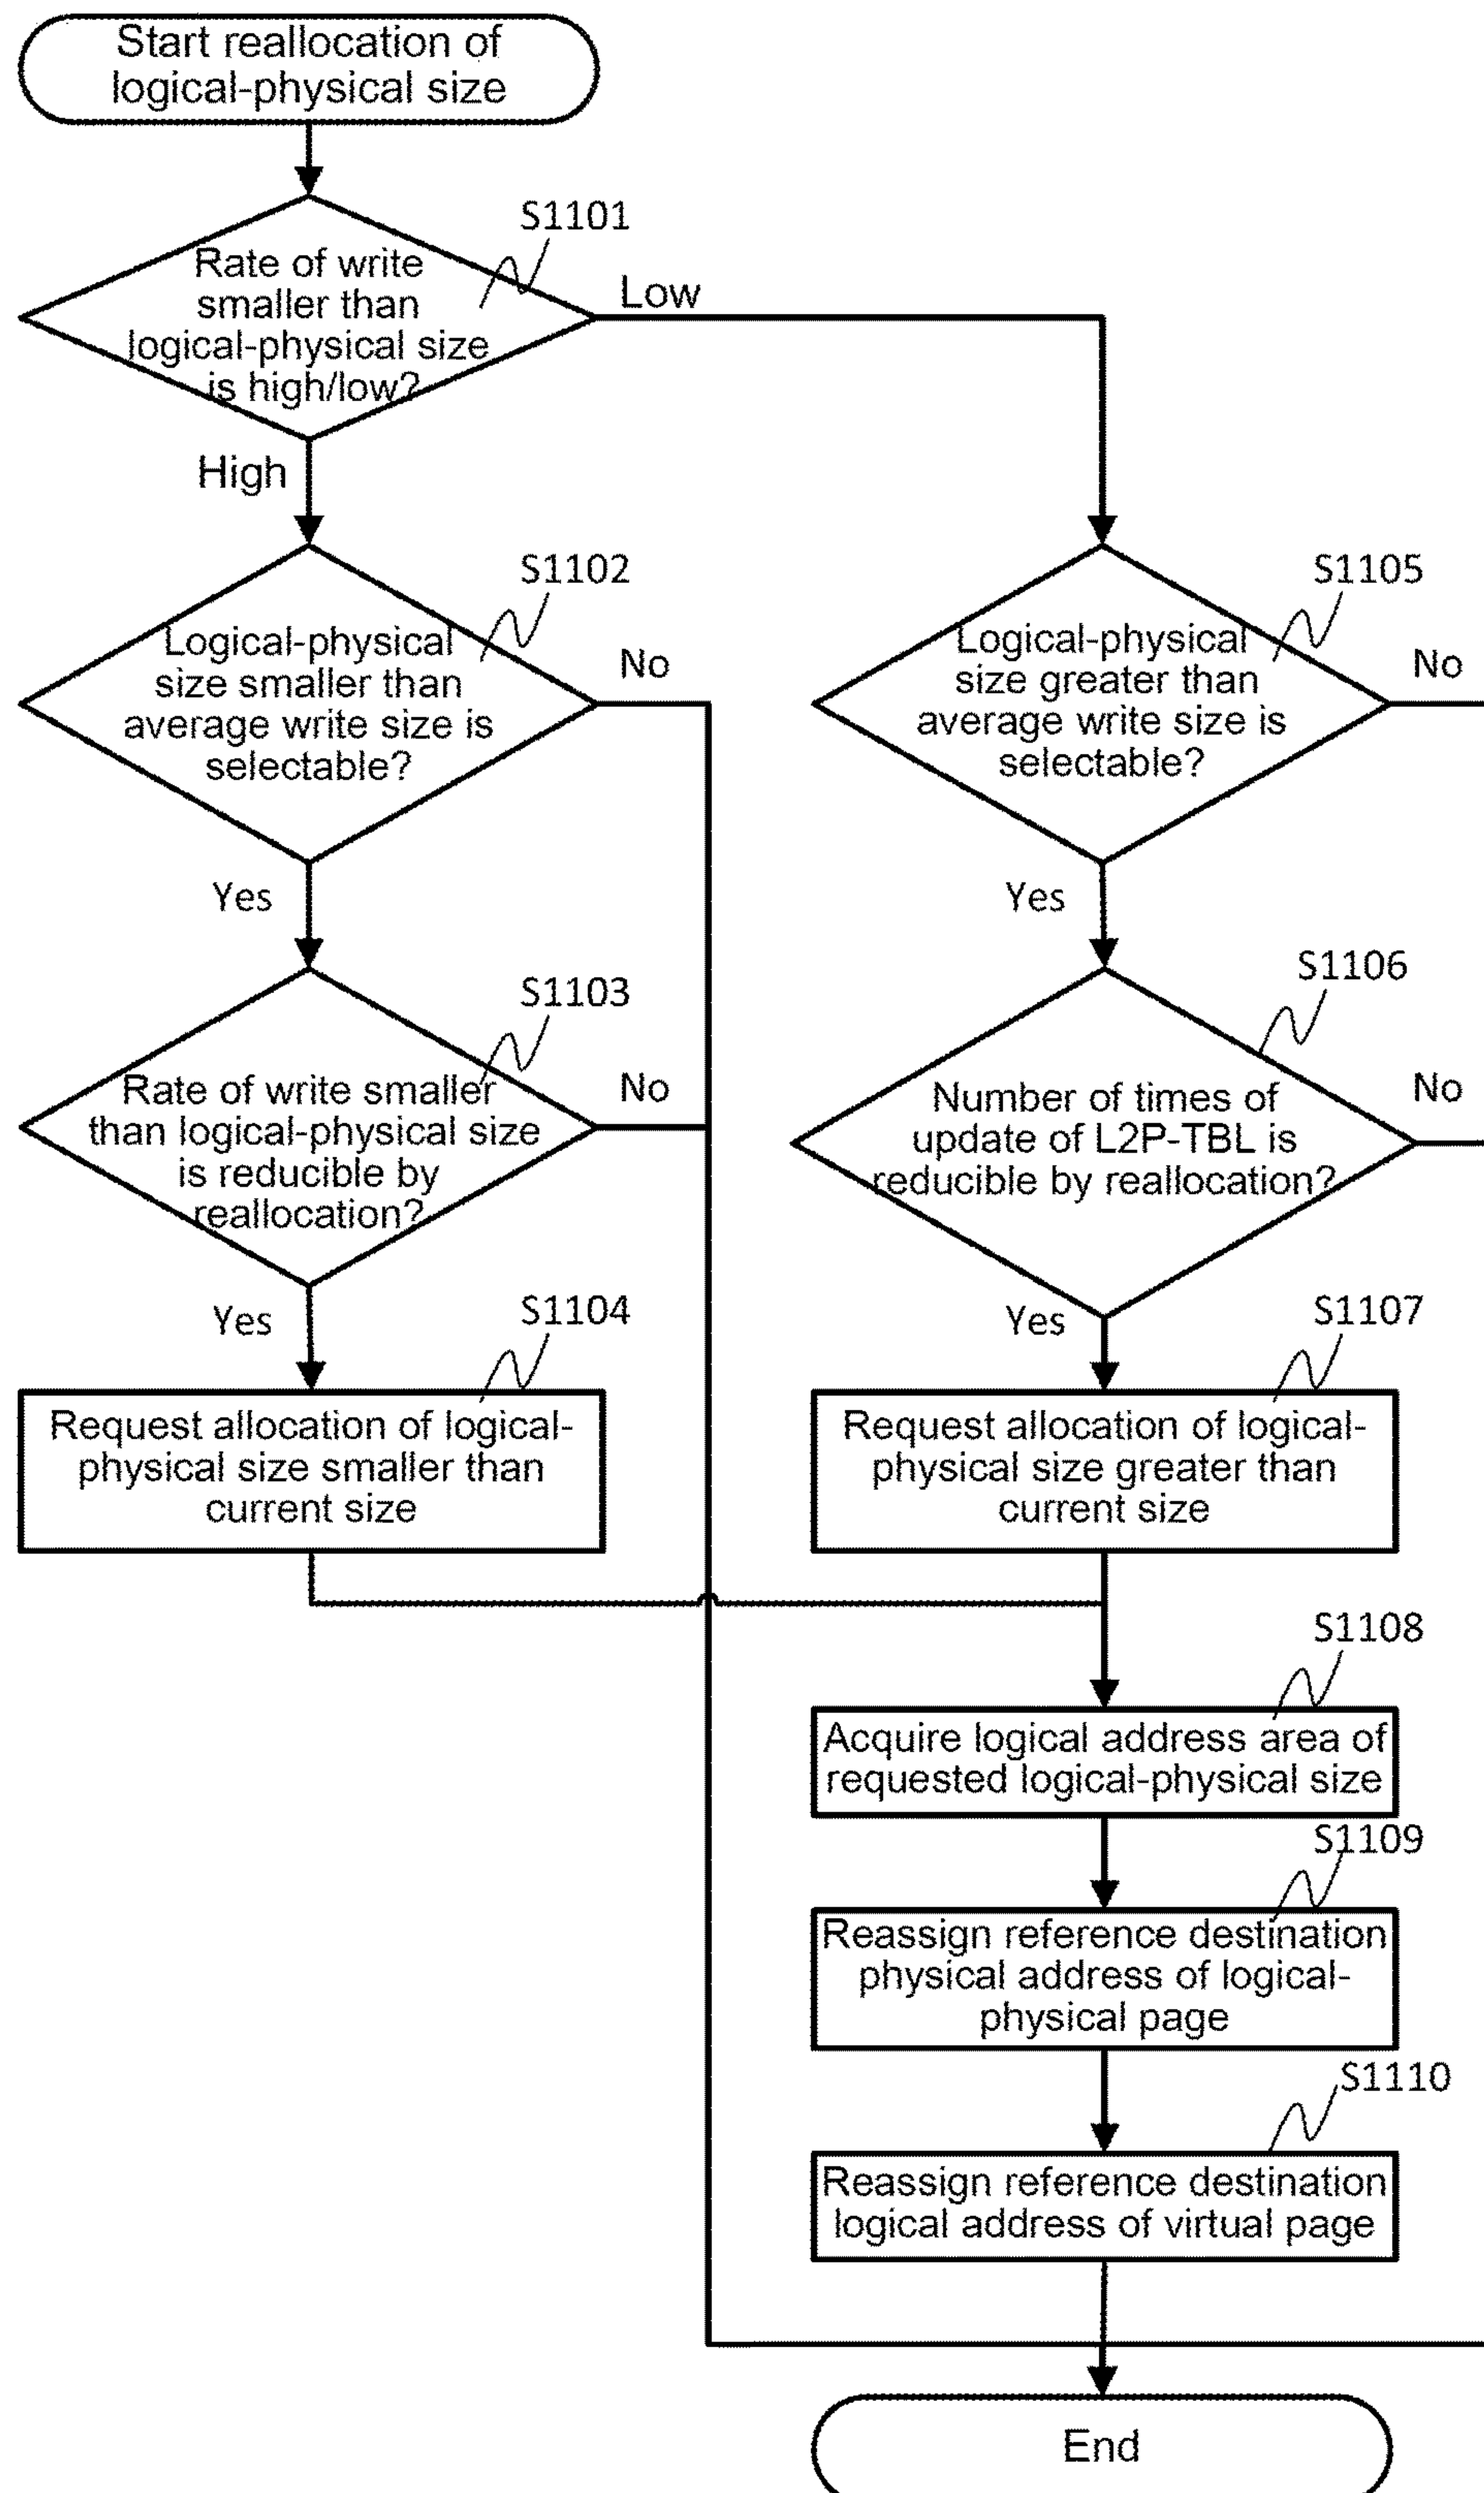 Start reallocation of
logical-physical size
S1101
Rate of write
smaller than
logical-physical size
is high/low?
Low
High
S1102
Logical-physical
size smaller than
average write size is
selectable?
No
Yes
S1105
Logical-physical
size greater than
average write size is
selectable?
No
Yes
S1103
Rate of write smaller
than logical-physical size
is reducible by
reallocation?
No
Yes
S1106
Number of times of
update of L2P-TBL is
reducible by reallocation?
No
Yes
S1104
Request allocation of logical-
physical size smaller than
current size
S1107
Request allocation of logical-
physical size greater than
current size
S1108
Acquire logical address area of
requested logical-physical size
S1109
Reassign reference destination
physical address of logical-
physical page
S1110
Reassign reference destination
logical address of virtual page
End